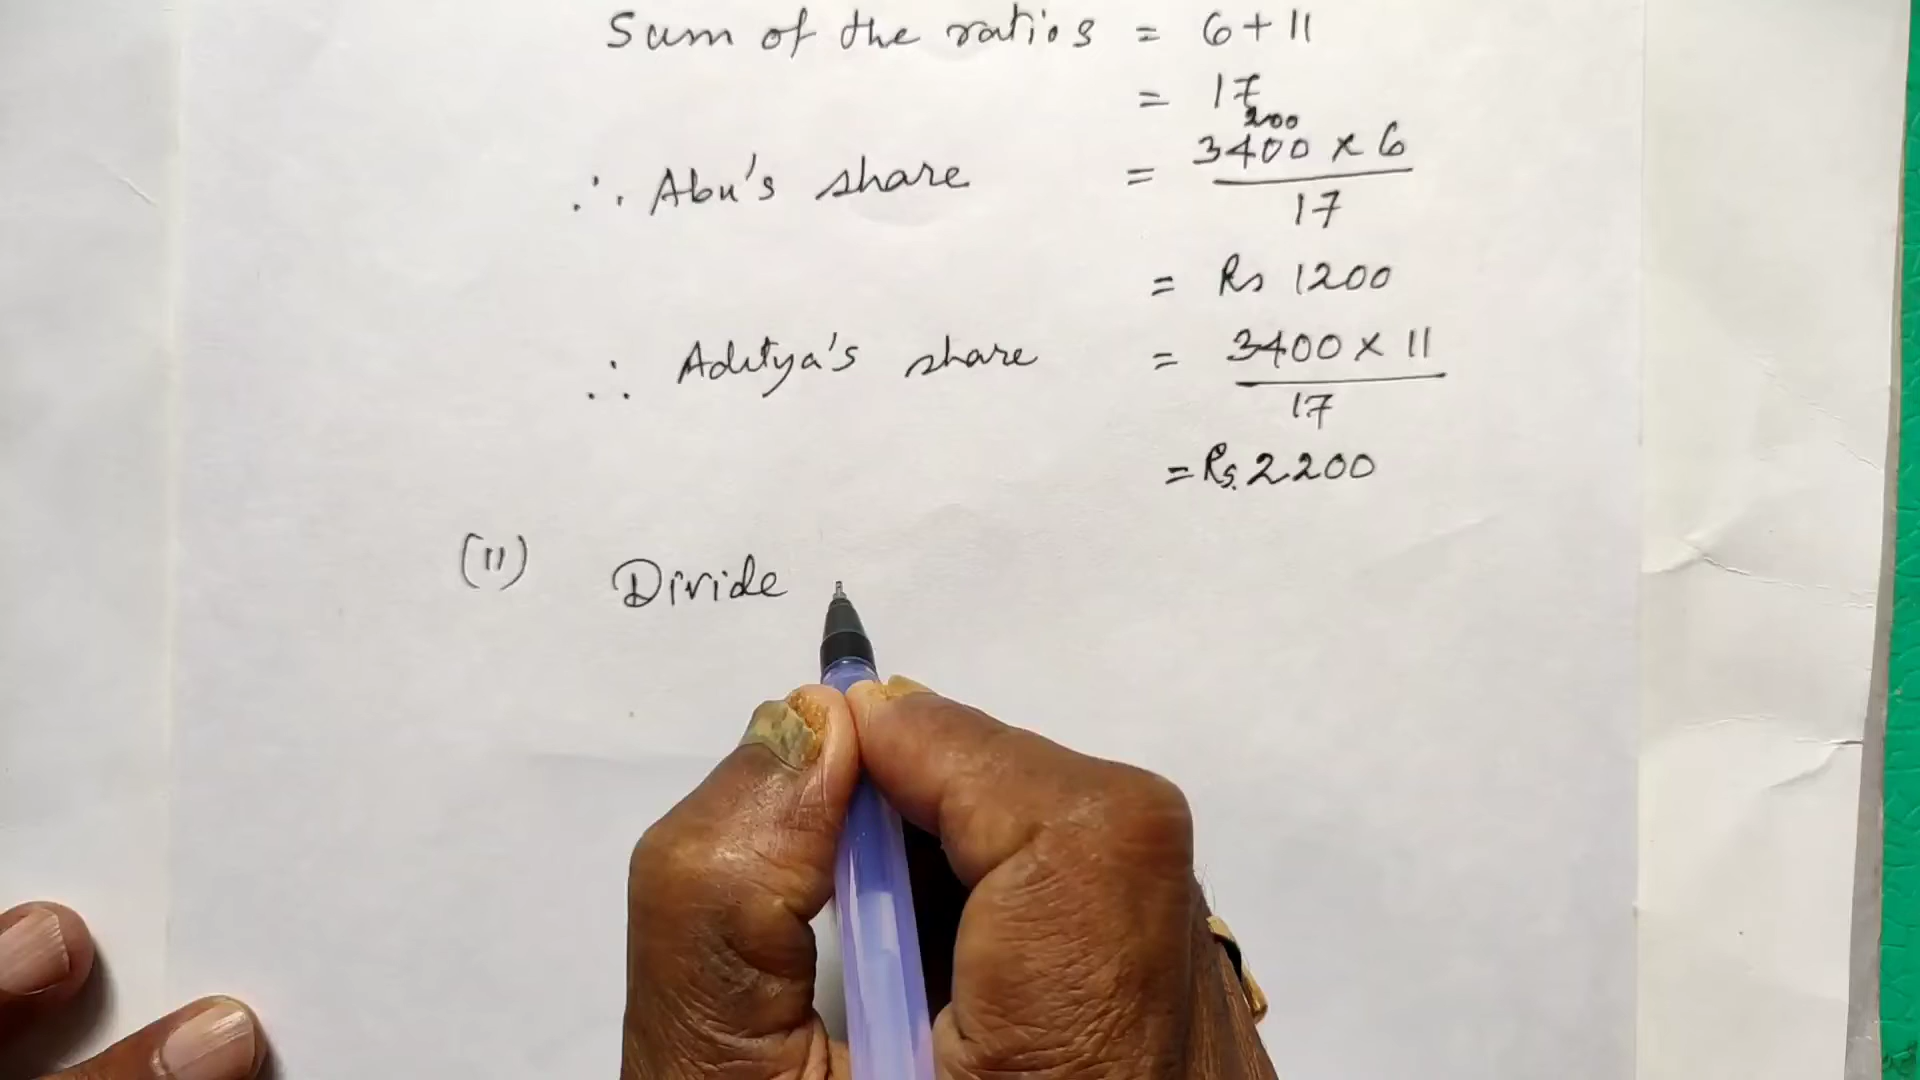 Sum of the ratios = 6 + 11
= 17
200
∴ Abu's share = 3400 x 6
17
= Rs 1200
∴ Aditya's share = 3400 x 11
17
= Rs. 2200
(11) Divide